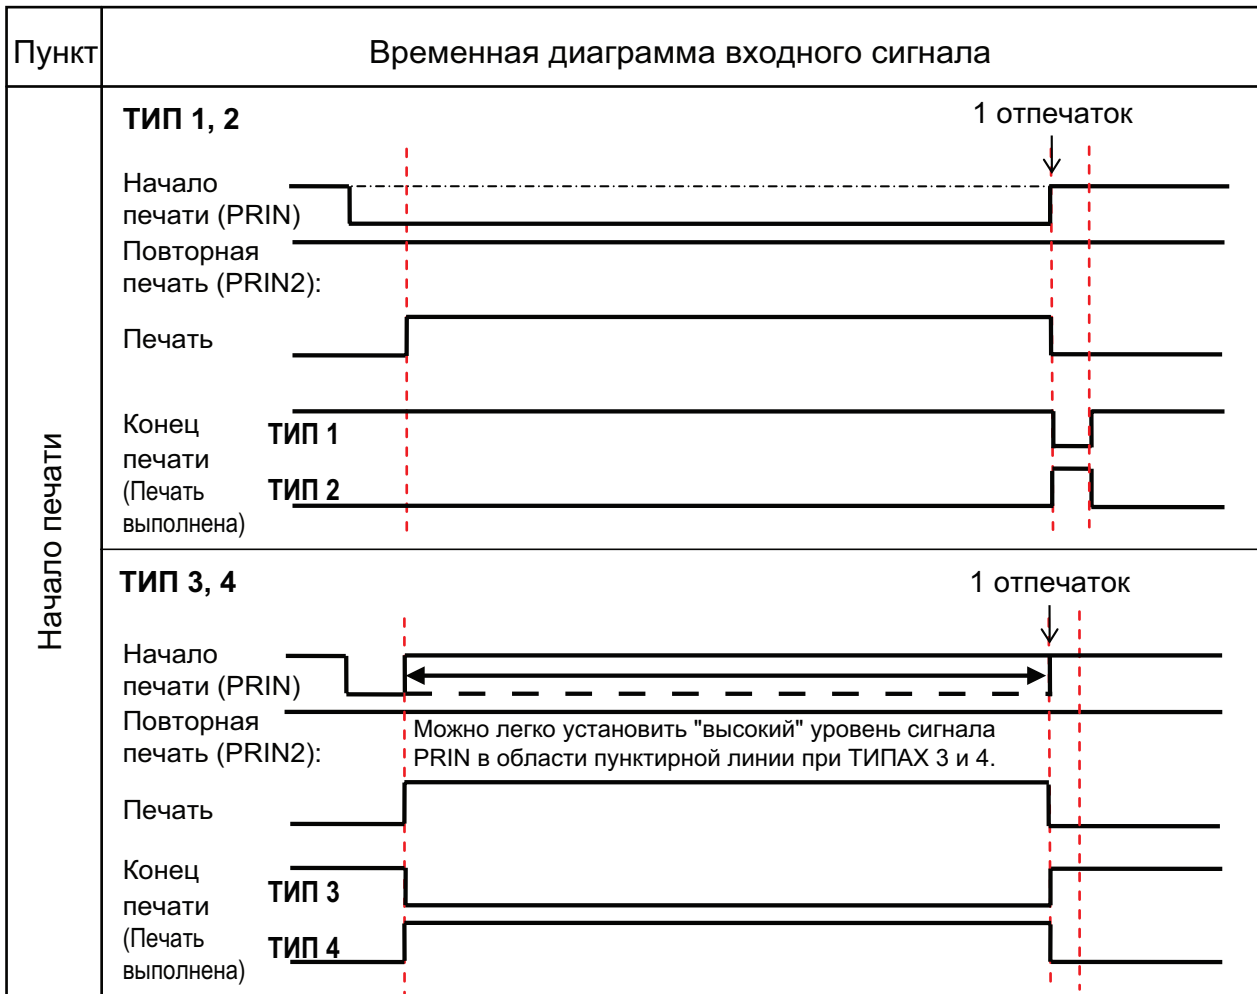 Пункт
Временная диаграмма входного сигнала
Начало печати
ТИП 1, 2
1 отпечаток
Начало
печати (PRIN)
Повторная
печать (PRIN2):
Печать
Конец
печати
(Печать
выполнена)
ТИП 1
ТИП 2
ТИП 3, 4
1 отпечаток
Начало
печати (PRIN)
Повторная
печать (PRIN2):
Можно легко установить "высокий" уровень сигнала
PRIN в области пунктирной линии при ТИПАХ 3 и 4.
Печать
Конец
печати
(Печать
выполнена)
ТИП 3
ТИП 4